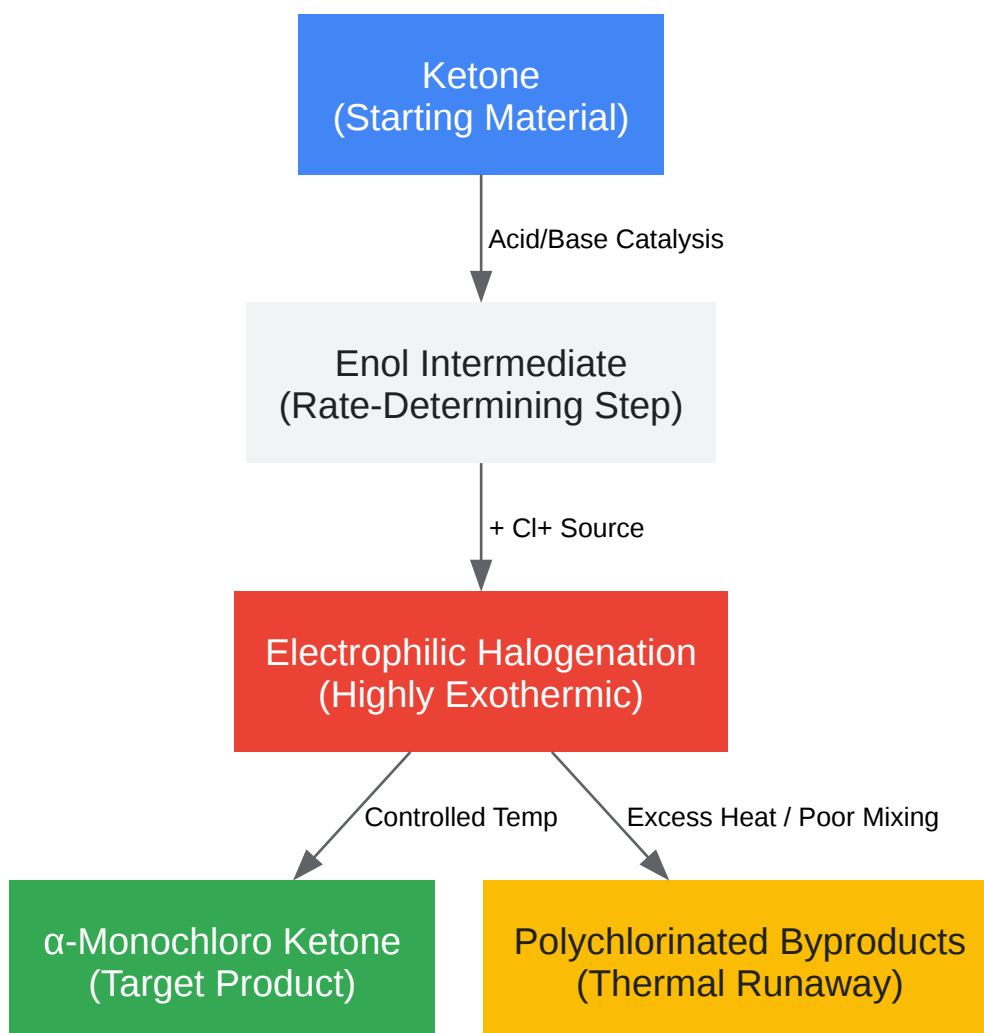 Ketone
(Starting Material)
Acid/Base Catalysis
Enol Intermediate
(Rate-Determining Step)
+ Cl+ Source
Electrophilic Halogenation
(Highly Exothermic)
Controlled Temp
Excess Heat / Poor Mixing
α-Monochloro Ketone
(Target Product)
Polychlorinated Byproducts
(Thermal Runaway)